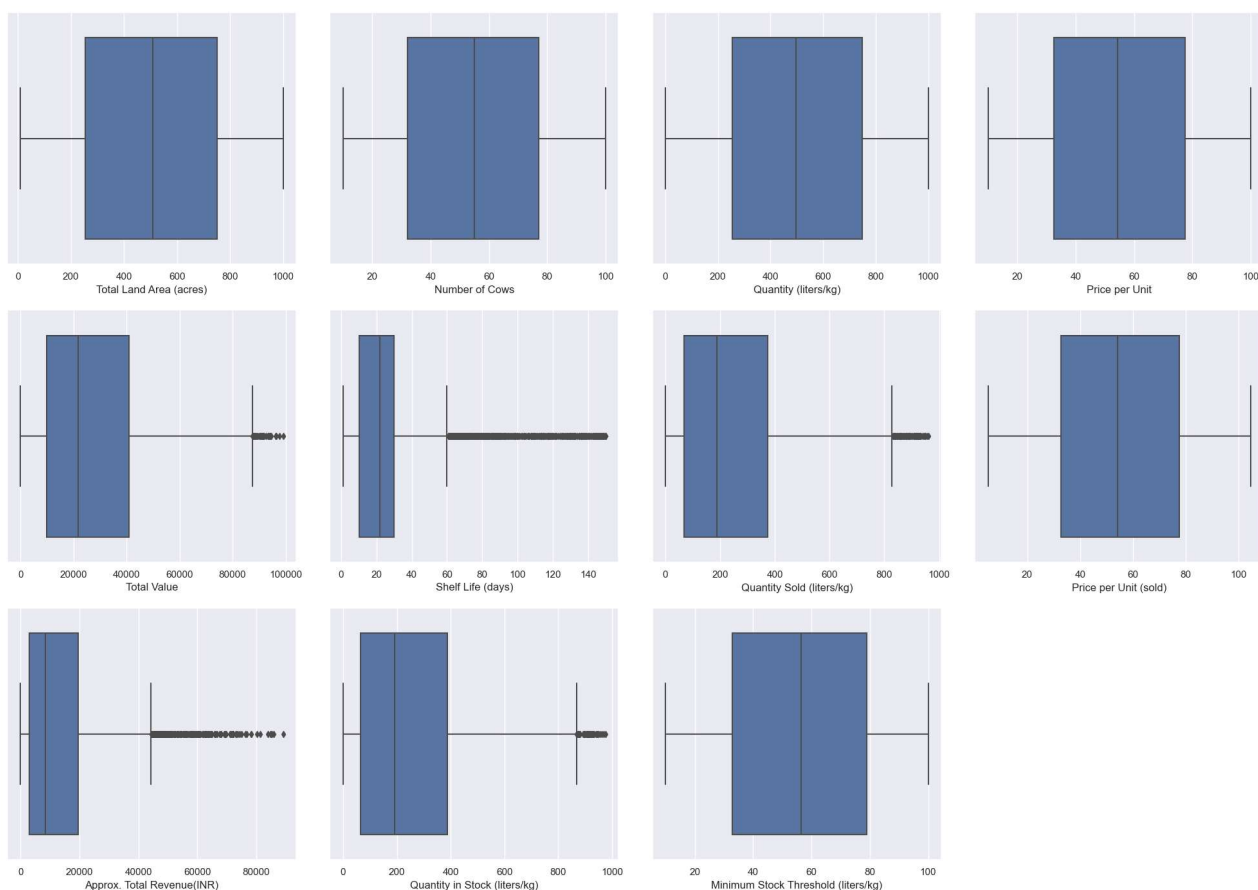 0 200 400 600 800 1000
Total Land Area (acres)
20 40 60 80 100
Number of Cows
0 200 400 600 800 1000
Quantity (liters/kg)
20 40 60 80 100
Price per Unit
0 20000 40000 60000 80000 100000
Total Value
0 20 40 60 80 100 120 140
Shelf Life (days)
0 200 400 600 800 1000
Quantity Sold (liters/kg)
20 40 60 80 100
Price per Unit (sold)
0 20000 40000 60000 80000
Approx. Total Revenue(INR)
0 200 400 600 800 1000
Quantity in Stock (liters/kg)
20 40 60 80 100
Minimum Stock Threshold (liters/kg)